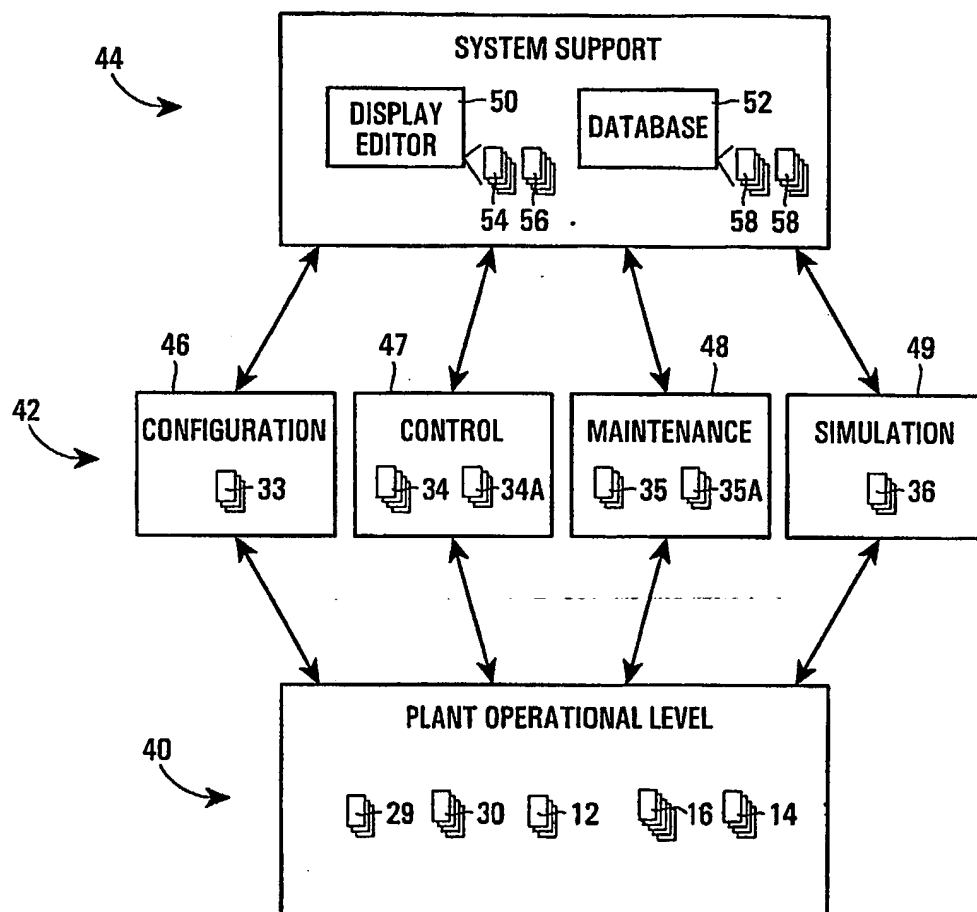 SYSTEM SUPPORT
44
DISPLAY EDITOR
50
DATABASE
52
54
56
58
58
46
47
48
49
42
CONFIGURATION
CONTROL
MAINTENANCE
SIMULATION
33
34
34A
35
35A
36
PLANT OPERATIONAL LEVEL
40
29
30
12
16
14